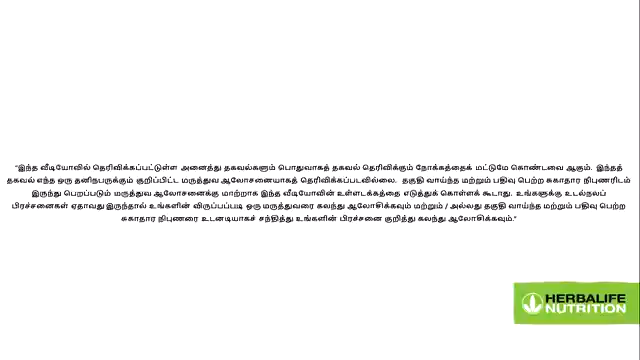 "இந்த வீடியோவில் தெரிவிக்கப்பட்டுள்ள அனைத்து தகவல்களும் பொதுவாகத் தகவல் தெரிவிக்கும் நோக்கத்தைக் மட்டுமே கொண்டவை ஆகும். இந்தத்
தகவல் எந்த ஒரு தனிநபருக்கும் குறிப்பிட்ட மருத்துவ ஆலோசனையாகத் தெரிவிக்கப்படவில்லை. தகுதி வாய்ந்த மற்றும் பதிவு பெற்ற சுகாதார நிபுணரிடம்
இருந்து பெறப்படும் மருத்துவ ஆலோசனைக்கு மாற்றாக இந்த வீடியோவின் உள்ளடக்கத்தை எடுத்துக் கொள்ளக் கூடாது. உங்களுக்கு உடல்நலப்
பிரச்சனைகள் ஏதாவது இருந்தால் உங்களின் விருப்பப்படி ஒரு மருத்துவரை கலந்து ஆலோசிக்கவும் மற்றும் / அல்லது தகுதி வாய்ந்த மற்றும் பதிவு பெற்ற
சுகாதார நிபுணரை உடனடியாகச் சந்தித்து உங்களின் பிரச்சனை குறித்து கலந்து ஆலோசிக்கவும்."
HERBALIFE
NUTRITION